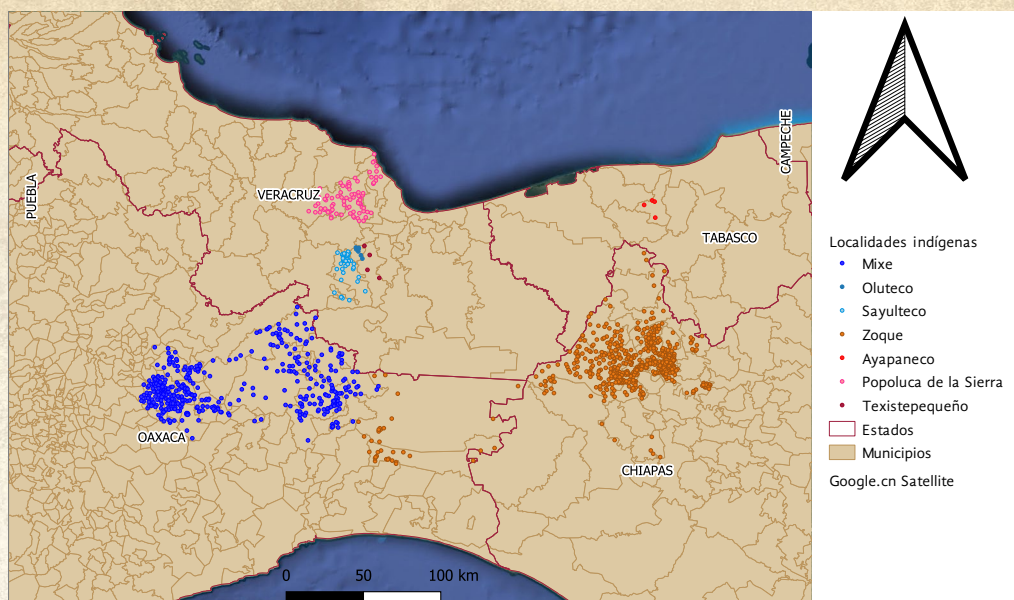 CAMPECHE
PUEBLA
VERACRUZ
TABASCO
OAXACA
CHIAPAS
0 50 100 km
Localidades indígenas
Mixe
Oluteco
Sayulteco
Zoque
Ayapaneco
Popoluca de la Sierra
Texistepequeño
Estados
Municipios
Google.cn Satellite